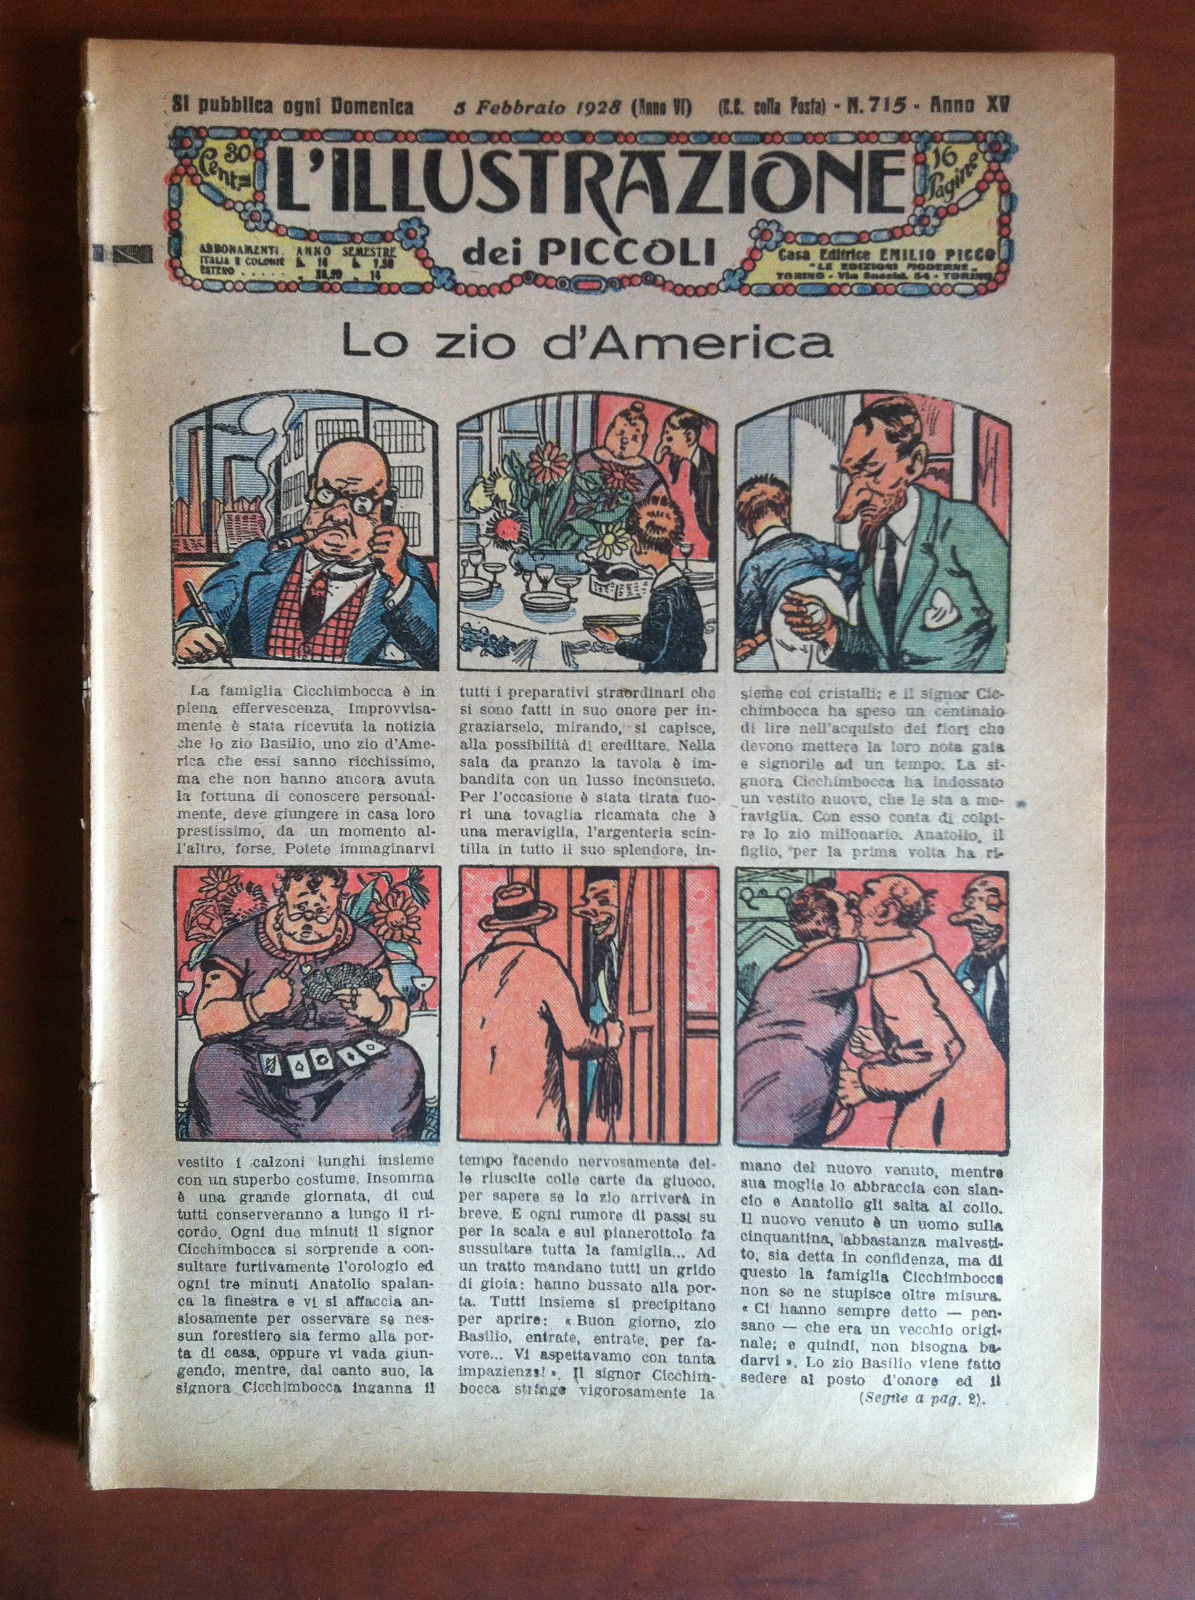 Si pubblica ogni Domenica 5 Febbraio 1928 (Anno VI) (C.C. colla Posta) - N. 715 - Anno XV
30 Cent.
L'ILLUSTRAZIONE
dei PICCOLI
16 Pagine
ABBONAMENTI: ANNO SEMESTRE
ITALIA E COLONIE L. 14 L. 7,50
ESTERO
Casa Editrice EMILIO PICCO
"LE EDIZIONI MODERNE"
TORINO - Via 54 - TORINO
Lo zio d'America
La famiglia Cicchimbocca è in
piena effervescenza. Improvvisa-
mente è stata ricevuta la notizia
che lo zio Basilio, uno zio d'Ame-
rica che essi sanno ricchissimo,
ma che non hanno ancora avuta
la fortuna di conoscere personal-
mente, deve giungere in casa loro
prestissimo, da un momento al-
l'altro, forse. Potete immaginarvi
tutti i preparativi straordinari che
si sono fatti in suo onore per in-
graziarselo, mirando, si capisce,
alla possibilità di ereditare. Nella
sala da pranzo la tavola è im-
bandita con un lusso inconsueto.
Per l'occasione è stata tirata fuo-
ri una tovaglia ricamata che è
una meraviglia, l'argenteria scin-
tilla in tutto il suo splendore, in-
sieme coi cristalli; e il signor Cic-
chimbocca ha speso un centinaio
di lire nell'acquisto dei fiori che
devono mettere la loro nota gaia
e signorile ad un tempo. La si-
gnora Cicchimbocca ha indossato
un vestito nuovo, che le sta a me-
raviglia. Con esso conta di colpi-
re lo zio milionario. Anatolio, il
figlio, per la prima volta ha ri-
vestito i calzoni lunghi insieme
con un superbo costume. Insomma
è una grande giornata, di cui
tutti conserveranno a lungo il ri-
cordo. Ogni due minuti il signor
Cicchimbocca si sorprende a con-
sultare furtivamente l'orologio ed
ogni tre minuti Anatolio spalan-
ca la finestra e vi si affaccia an-
siosamente per osservare se nes-
sun forestiero sia fermo alla por-
ta di casa, oppure vi vada giun-
gendo, mentre, dal canto suo, la
signora Cicchimbocca inganna il
tempo facendo nervosamente del-
le riuscite colle carte da giuoco,
per sapere se lo zio arriverà in
breve. E ogni rumore di passi su
per la scala e sul pianerottolo fa
sussultare tutta la famiglia... Ad
un tratto mandano tutti un grido
di gioia: hanno bussato alla por-
ta. Tutti insieme si precipitano
per aprire: « Buon giorno, zio
Basilio, entrate, entrate, per fa-
vore... Vi aspettavamo con tanta
impazienza! ». Il signor Cicchim-
bocca stringe vigorosamente la
mano del nuovo venuto, mentre
sua moglie lo abbraccia con slan-
cio e Anatolio gli salta al collo.
Il nuovo venuto è un uomo sulla
cinquantina, abbastanza malvesti-
to, sia detta in confidenza, ma di
questo la famiglia Cicchimbocca
non se ne stupisce oltre misura.
« Ci hanno sempre detto — pen-
sano — che era un vecchio origi-
nale; e quindi, non bisogna ba-
darvi ». Lo zio Basilio viene fatto
sedere al posto d'onore ed il
(Segue a pag. 2).